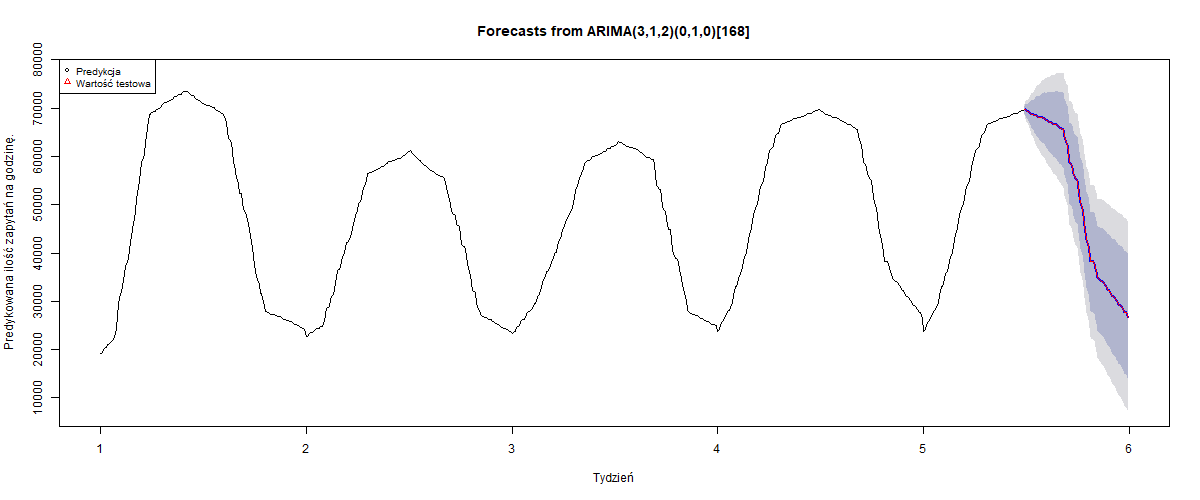 Forecasts from ARIMA(3,1,2)(0,1,0)[168]
Predykcja
Wartość testowa
Predykowana ilość zapytań na godzinę.
80000
70000
60000
50000
40000
30000
20000
10000
1 2 3 4 5 6
Tydzień